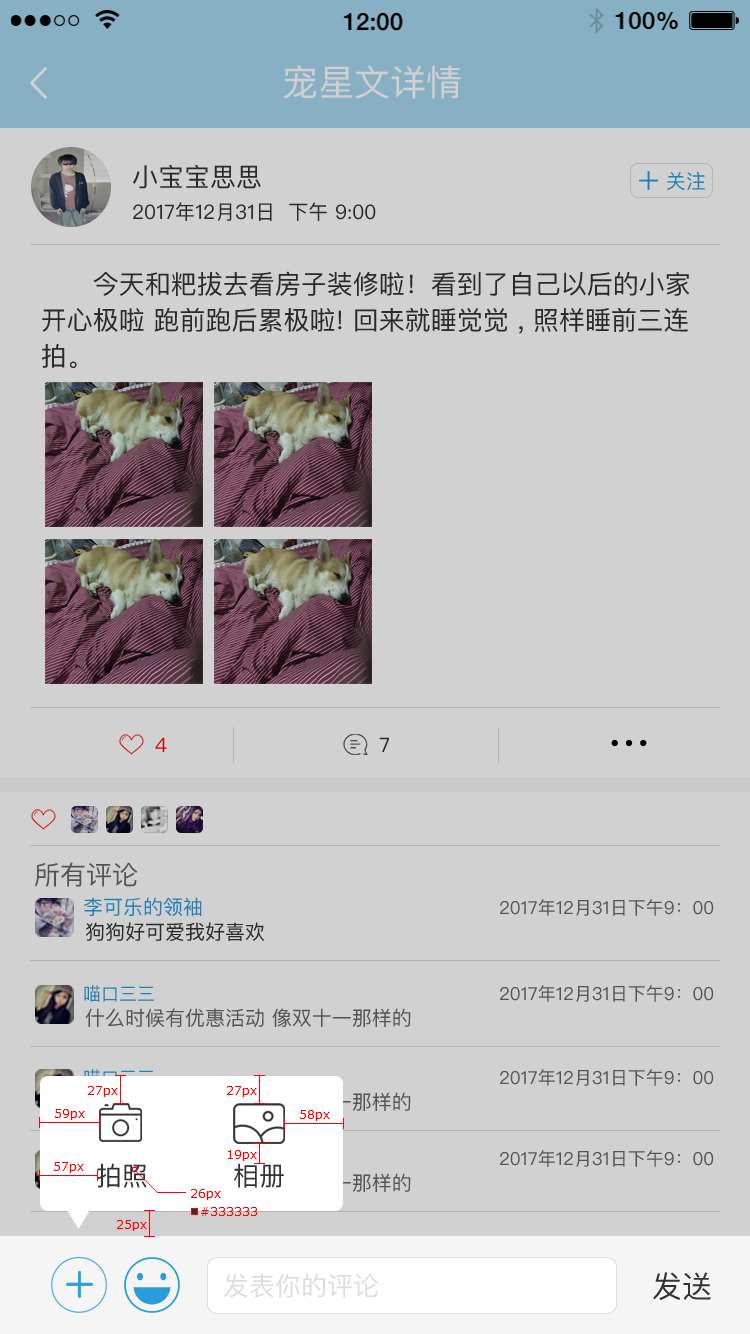 12:00
100%
宠星文详情
小宝宝思思
2017年12月31日 下午 9:00
关注
今天和粑拔去看房子装修啦！看到了自己以后的小家
开心极啦 跑前跑后累极啦! 回来就睡觉觉 , 照样睡前三连
拍。
4
7
所有评论
李可乐的领袖
2017年12月31日下午9：00
狗狗好可爱我好喜欢
喵口三三
2017年12月31日下午9：00
什么时候有优惠活动 像双十一那样的
2017年12月31日下午9：00
一那样的
2017年12月31日下午9：00
一那样的
27px
27px
59px
58px
19px
57px
拍照
相册
26px
#333333
25px
发表你的评论
发送